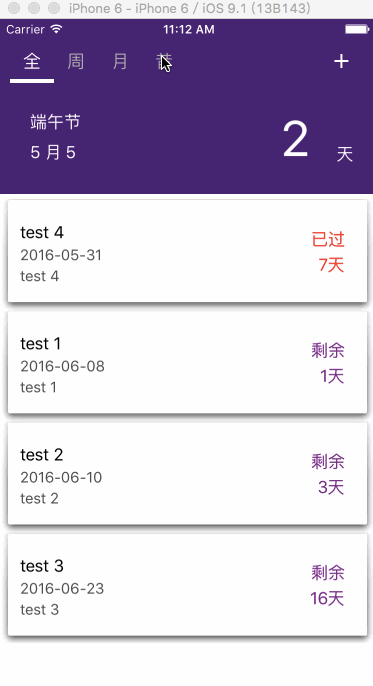 iPhone 6 - iPhone 6 / iOS 9.1 (13B143)
Carrier 11:12 AM
全 周 月 节 +
端午节
5 月 5
2 天
test 4
2016-05-31
test 4
已过
7天
test 1
2016-06-08
test 1
剩余
1天
test 2
2016-06-10
test 2
剩余
3天
test 3
2016-06-23
test 3
剩余
16天